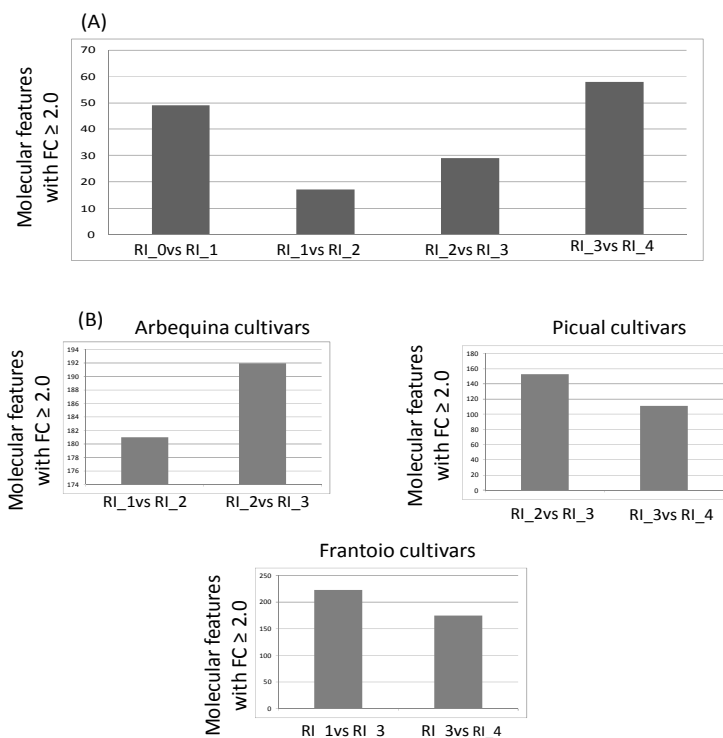 (A)
Molecular features
with FC ≥ 2.0
70
60
50
40
30
20
10
0
RI_0vs RI_1
RI_1vs RI_2
RI_2vs RI_3
RI_3vs RI_4
(B)
Arbequina cultivars
Molecular features
with FC ≥ 2.0
194
192
190
188
186
184
182
180
178
176
174
RI_1vs RI_2
RI_2vs RI_3
Picual cultivars
Molecular features
with FC ≥ 2.0
180
160
140
120
100
80
60
40
20
0
RI_2vs RI_3
RI_3vs RI_4
Frantoio cultivars
Molecular features
with FC ≥ 2.0
250
200
150
100
50
0
RI_1vs RI_3
RI_3vs RI_4